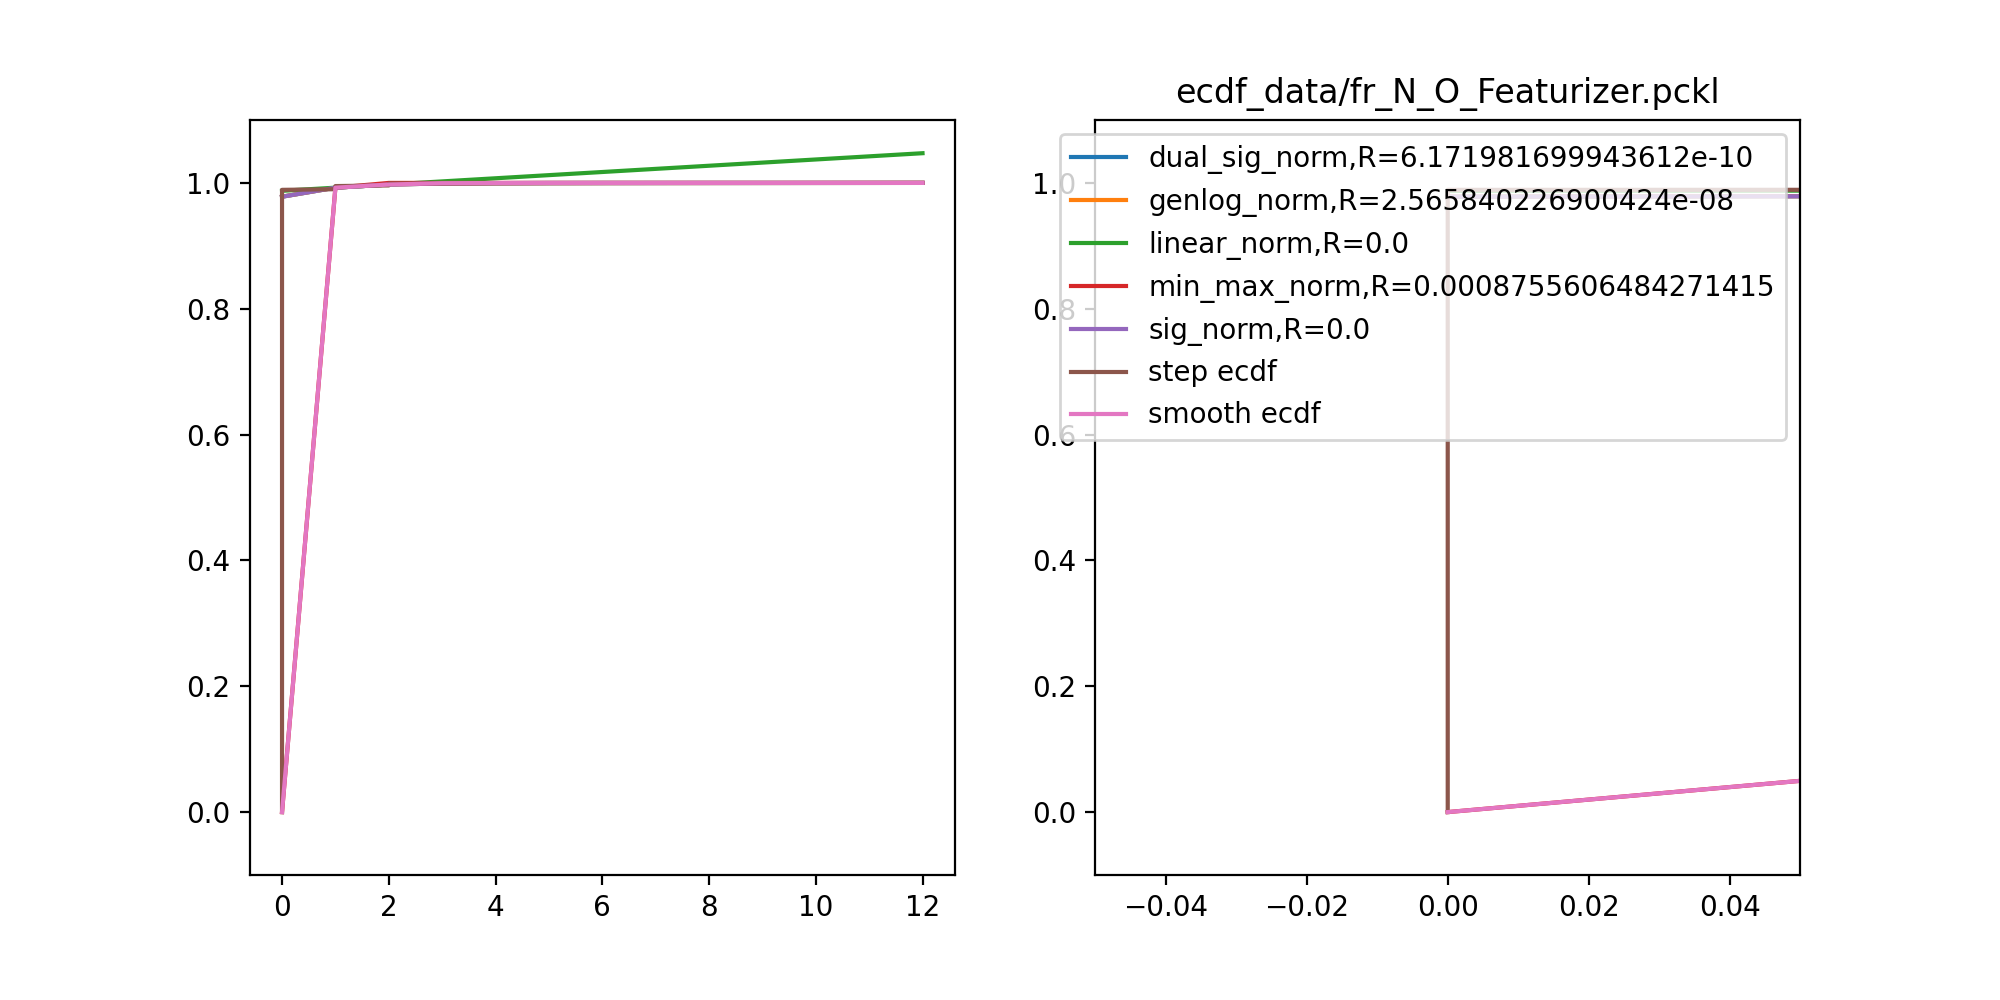 ecdf_data/fr_N_O_Featurizer.pckl
1.0
0.8
0.6
0.4
0.2
0.0
0 2 4 6 8 10 12
dual_sig_norm,R=6.171981699943612e-10
genlog_norm,R=2.565840226900424e-08
linear_norm,R=0.0
min_max_norm,R=0.0008755606484271415
sig_norm,R=0.0
step ecdf
smooth ecdf
1.0
0.8
0.6
0.4
0.2
0.0
−0.04 −0.02 0.00 0.02 0.04